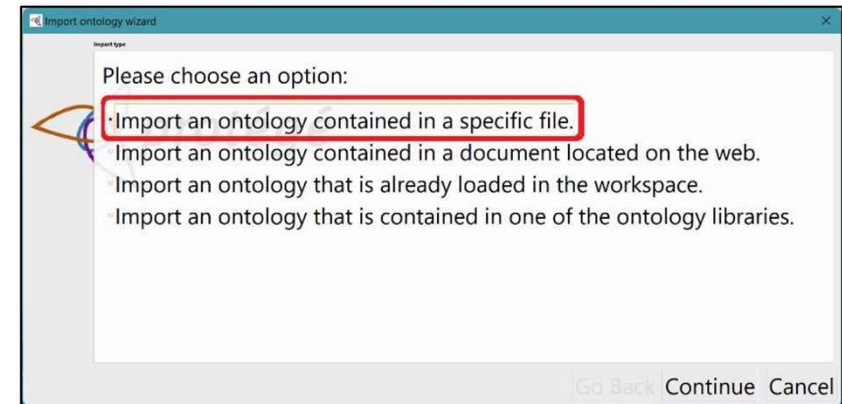 Import ontology wizard
Import type
Please choose an option:
Import an ontology contained in a specific file.
Import an ontology contained in a document located on the web.
Import an ontology that is already loaded in the workspace.
Import an ontology that is contained in one of the ontology libraries.
protégé
Go Back Continue Cancel